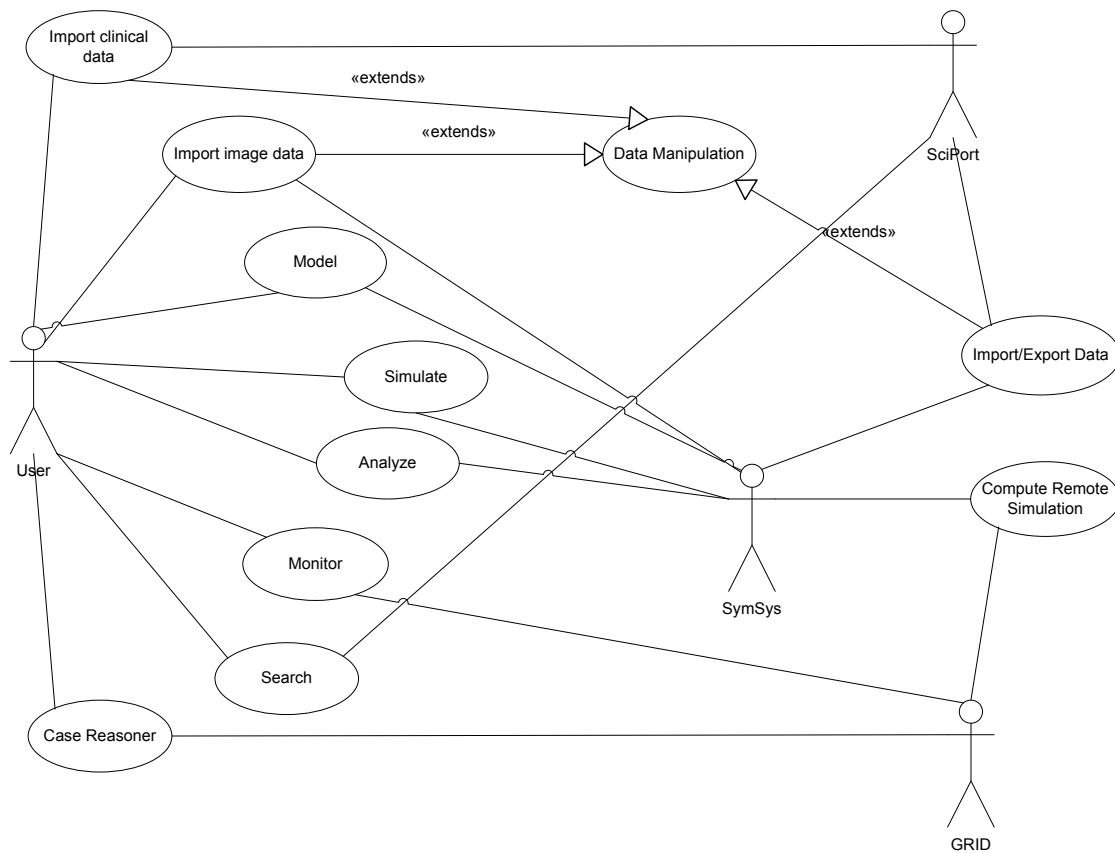 Import clinical
data
«extends»
«extends»
Import image data
Data Manipulation
SciPort
«extends»
Model
Import/Export Data
Simulate
Analyze
User
Compute Remote
Simulation
Monitor
SymSys
Search
Case Reasoner
GRID